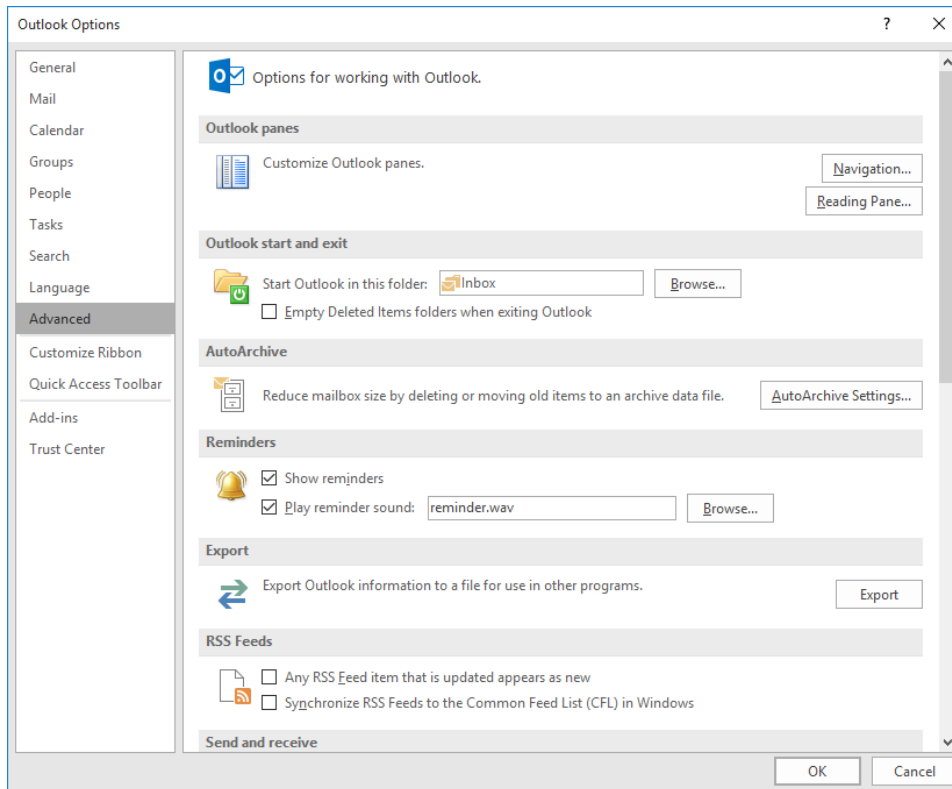 Outlook Options
?
General
Mail
Calendar
Groups
People
Tasks
Search
Language
Advanced
Customize Ribbon
Quick Access Toolbar
Add-ins
Trust Center
Options for working with Outlook.
Outlook panes
Customize Outlook panes.
Navigation...
Reading Pane...
Outlook start and exit
Start Outlook in this folder: Inbox Browse...
Empty Deleted Items folders when exiting Outlook
AutoArchive
Reduce mailbox size by deleting or moving old items to an archive data file. AutoArchive Settings...
Reminders
Show reminders
Play reminder sound: reminder.wav Browse...
Export
Export Outlook information to a file for use in other programs. Export
RSS Feeds
Any RSS Feed item that is updated appears as new
Synchronize RSS Feeds to the Common Feed List (CFL) in Windows
Send and receive
OK Cancel